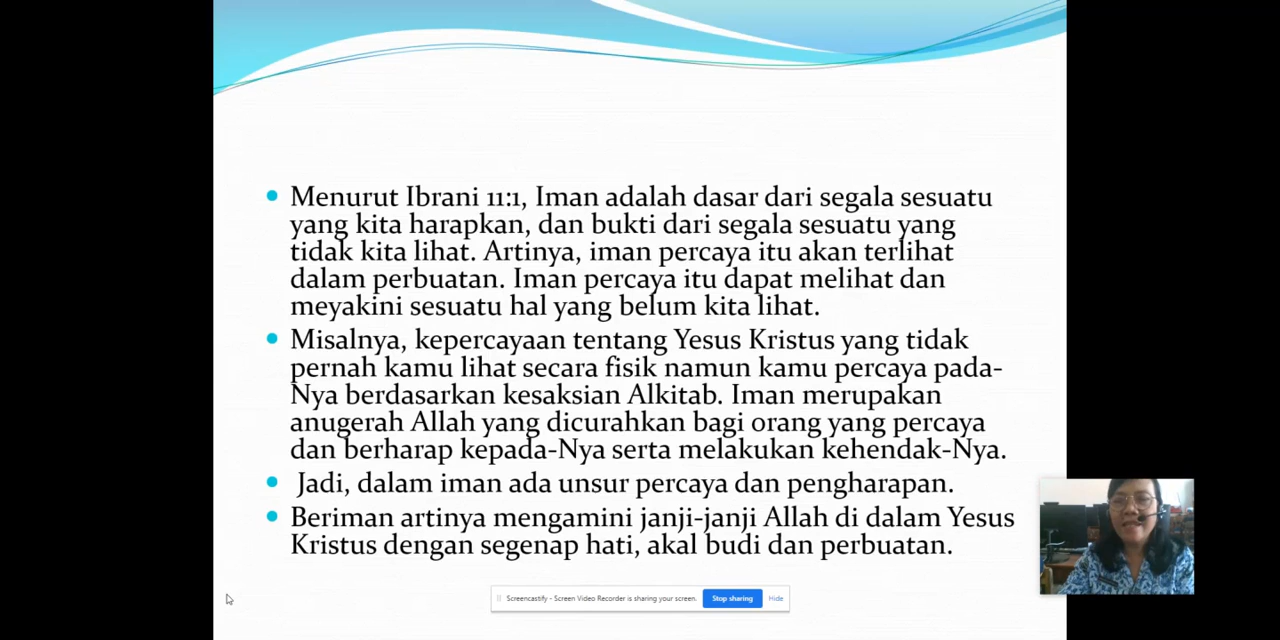 Menurut Ibrani 11:1, Iman adalah dasar dari segala sesuatu
yang kita harapkan, dan bukti dari segala sesuatu yang
tidak kita lihat. Artinya, iman percaya itu akan terlihat
dalam perbuatan. Iman percaya itu dapat melihat dan
meyakini sesuatu hal yang belum kita lihat.
Misalnya, kepercayaan tentang Yesus Kristus yang tidak
pernah kamu lihat secara fisik namun kamu percaya pada-
Nya berdasarkan kesaksian Alkitab. Iman merupakan
anugerah Allah yang dicurahkan bagi orang yang percaya
dan berharap kepada-Nya serta melakukan kehendak-Nya.
Jadi, dalam iman ada unsur percaya dan pengharapan.
Beriman artinya mengamini janji-janji Allah di dalam Yesus
Kristus dengan segenap hati, akal budi dan perbuatan.
Screencastify - Screen Video Recorder is sharing your screen. Stop sharing Hide